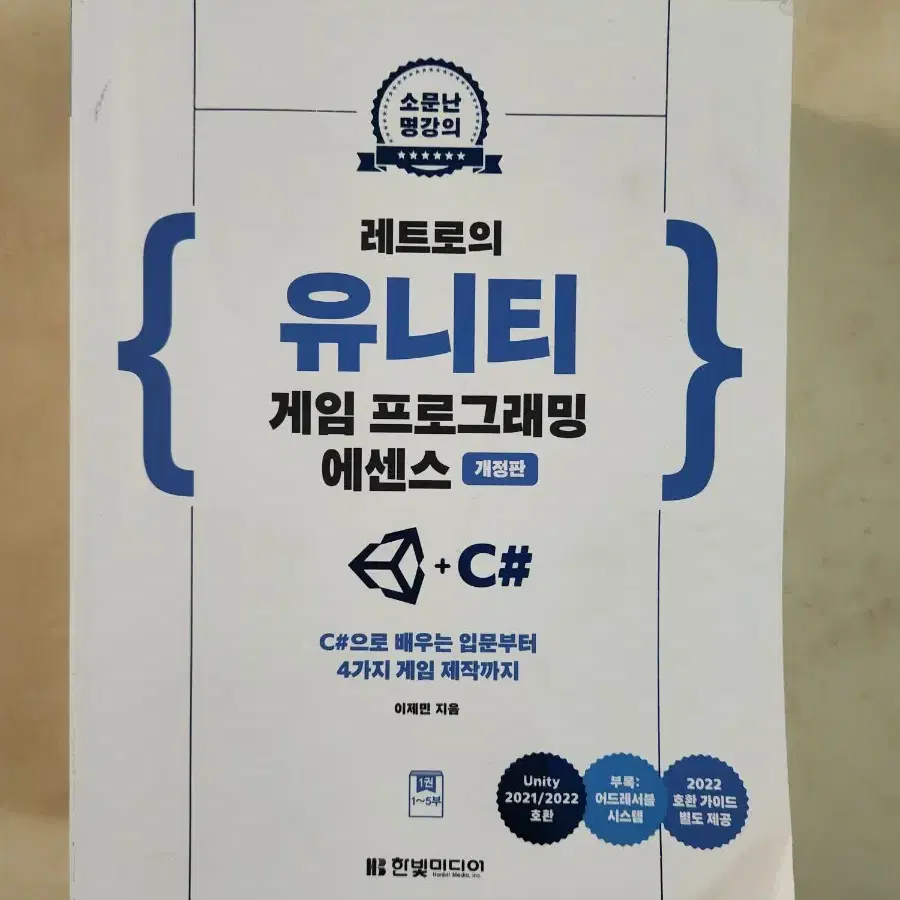 소문난
명강의
레트로의
유니티
게임 프로그래밍
에센스 개정판
+ C#
C#으로 배우는 입문부터
4가지 게임 제작까지
이제민 지음
1권
1~5부
Unity
2021/2022
호환
부록:
어드레서블
시스템
2022
호환 가이드
별도 제공
한빛미디어
Hanbit Media, Inc.